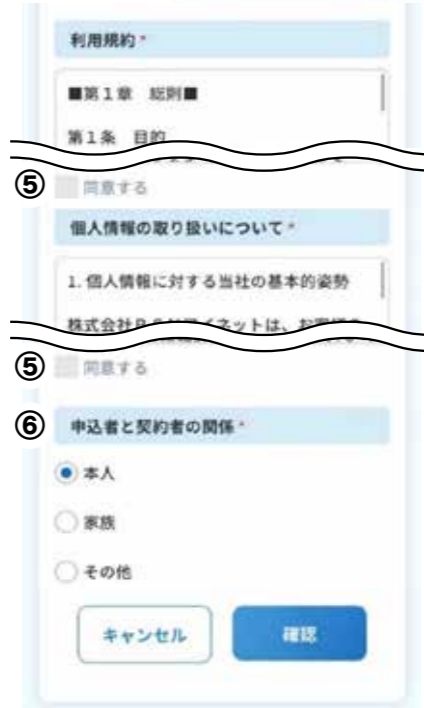 利用規約*
■第1章 総則■
第1条 目的
⑤ 同意する
個人情報の取り扱いについて*
1. 個人情報に対する当社の基本的姿勢
株式会社
⑤ 同意する
⑥ 申込者と契約者の関係*
本人
家族
その他
キャンセル 確認